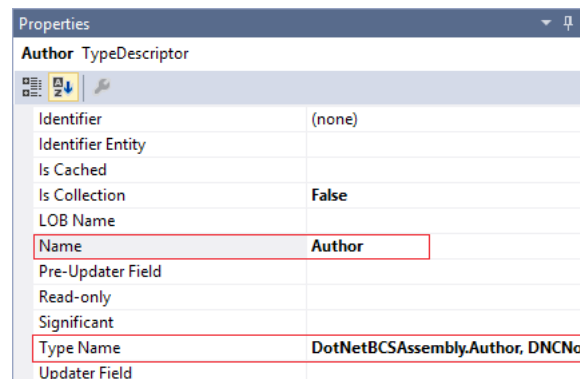 Properties
Author TypeDescriptor
Identifier (none)
Identifier Entity
Is Cached
Is Collection False
LOB Name
Name Author
Pre-Updater Field
Read-only
Significant
Type Name DotNetBCSAssembly.Author, DNCNo
Updater Field